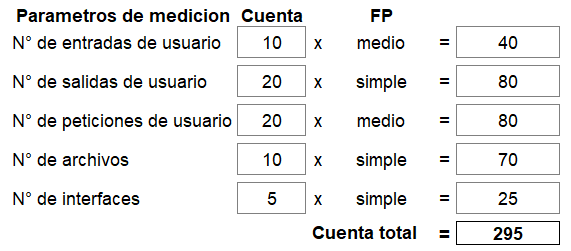 Parametros de medicion Cuenta FP
N° de entradas de usuario 10 x medio = 40
N° de salidas de usuario 20 x simple = 80
N° de peticiones de usuario 20 x medio = 80
N° de archivos 10 x simple = 70
N° de interfaces 5 x simple = 25
Cuenta total = 295